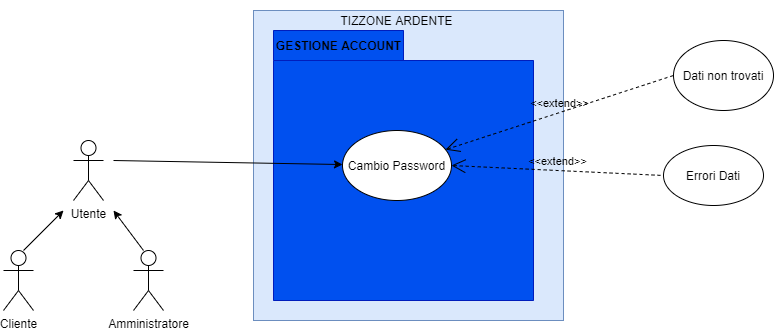 TIZZONE ARDENTE
GESTIONE ACCOUNT
Dati non trovati
<<extend>>
Cambio Password
<<extend>>
Errori Dati
Utente
Cliente
Amministratore